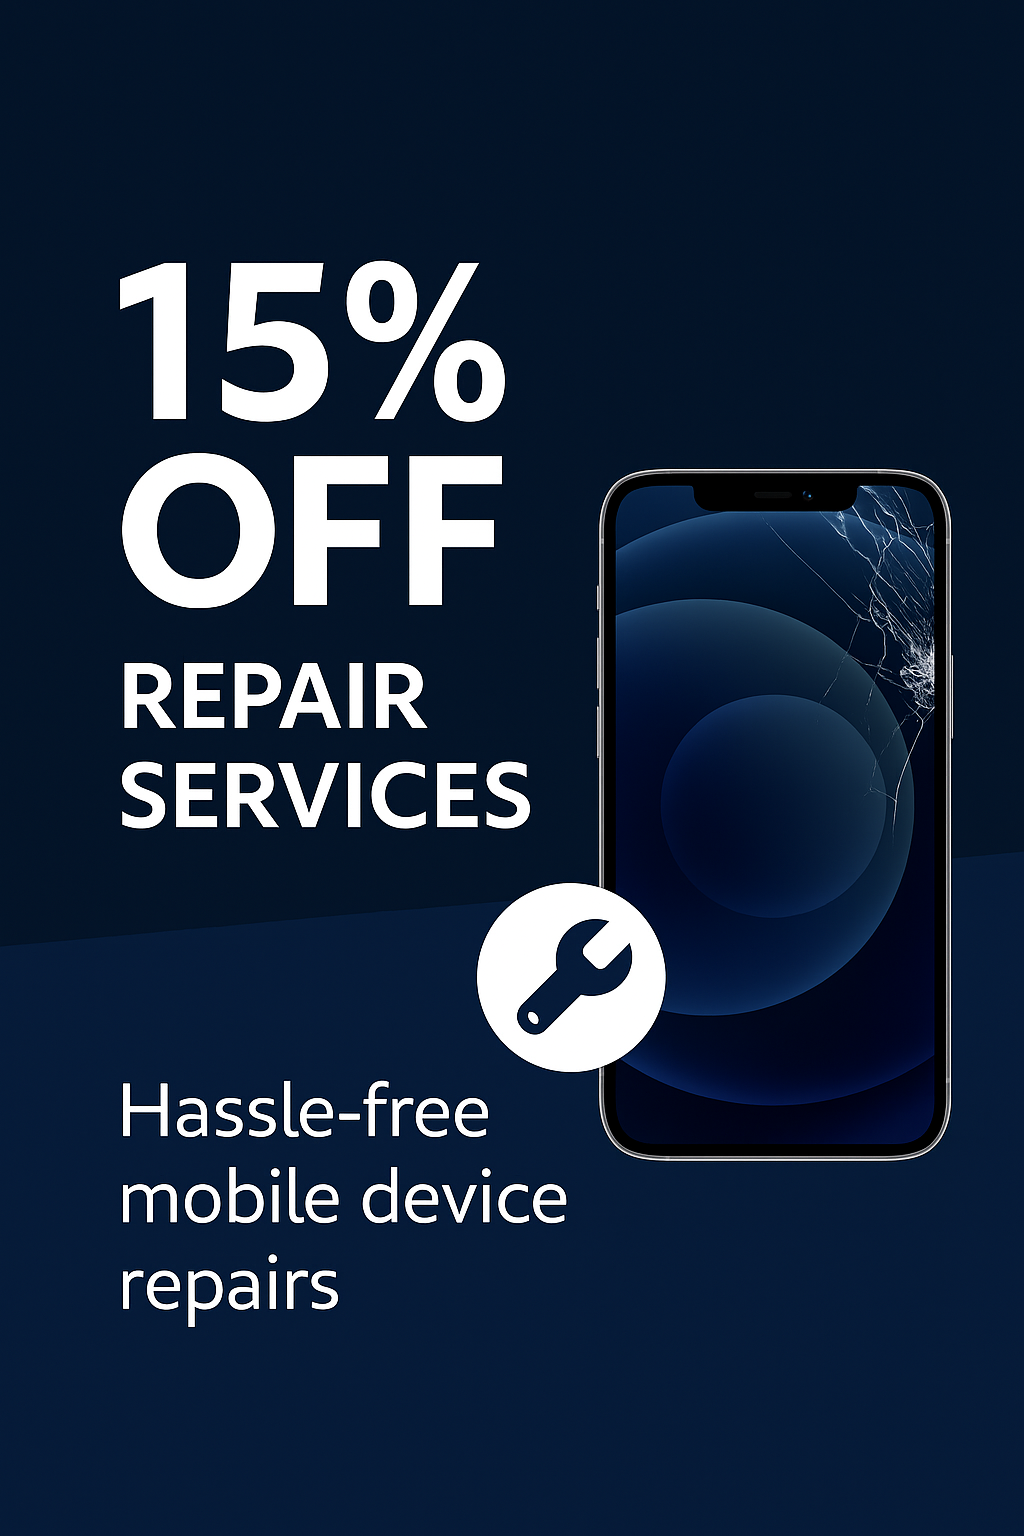 15%
OFF
REPAIR
SERVICES
Hassle-free
mobile device
repairs